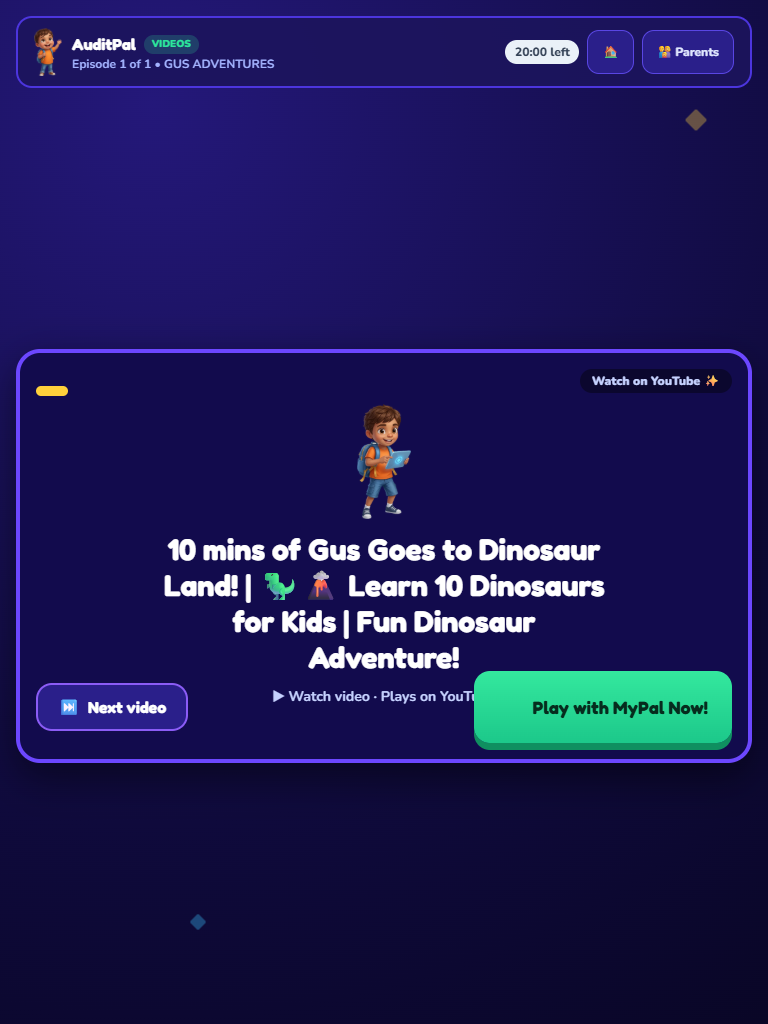 AuditPal VIDEOS
Episode 1 of 1 • GUS ADVENTURES
20:00 left
Parents
Watch on YouTube ✨
10 mins of Gus Goes to Dinosaur
Land! | 🦖 🌋 Learn 10 Dinosaurs
for Kids | Fun Dinosaur
Adventure!
▶ Watch video · Plays on
Next video
Play with MyPal Now!